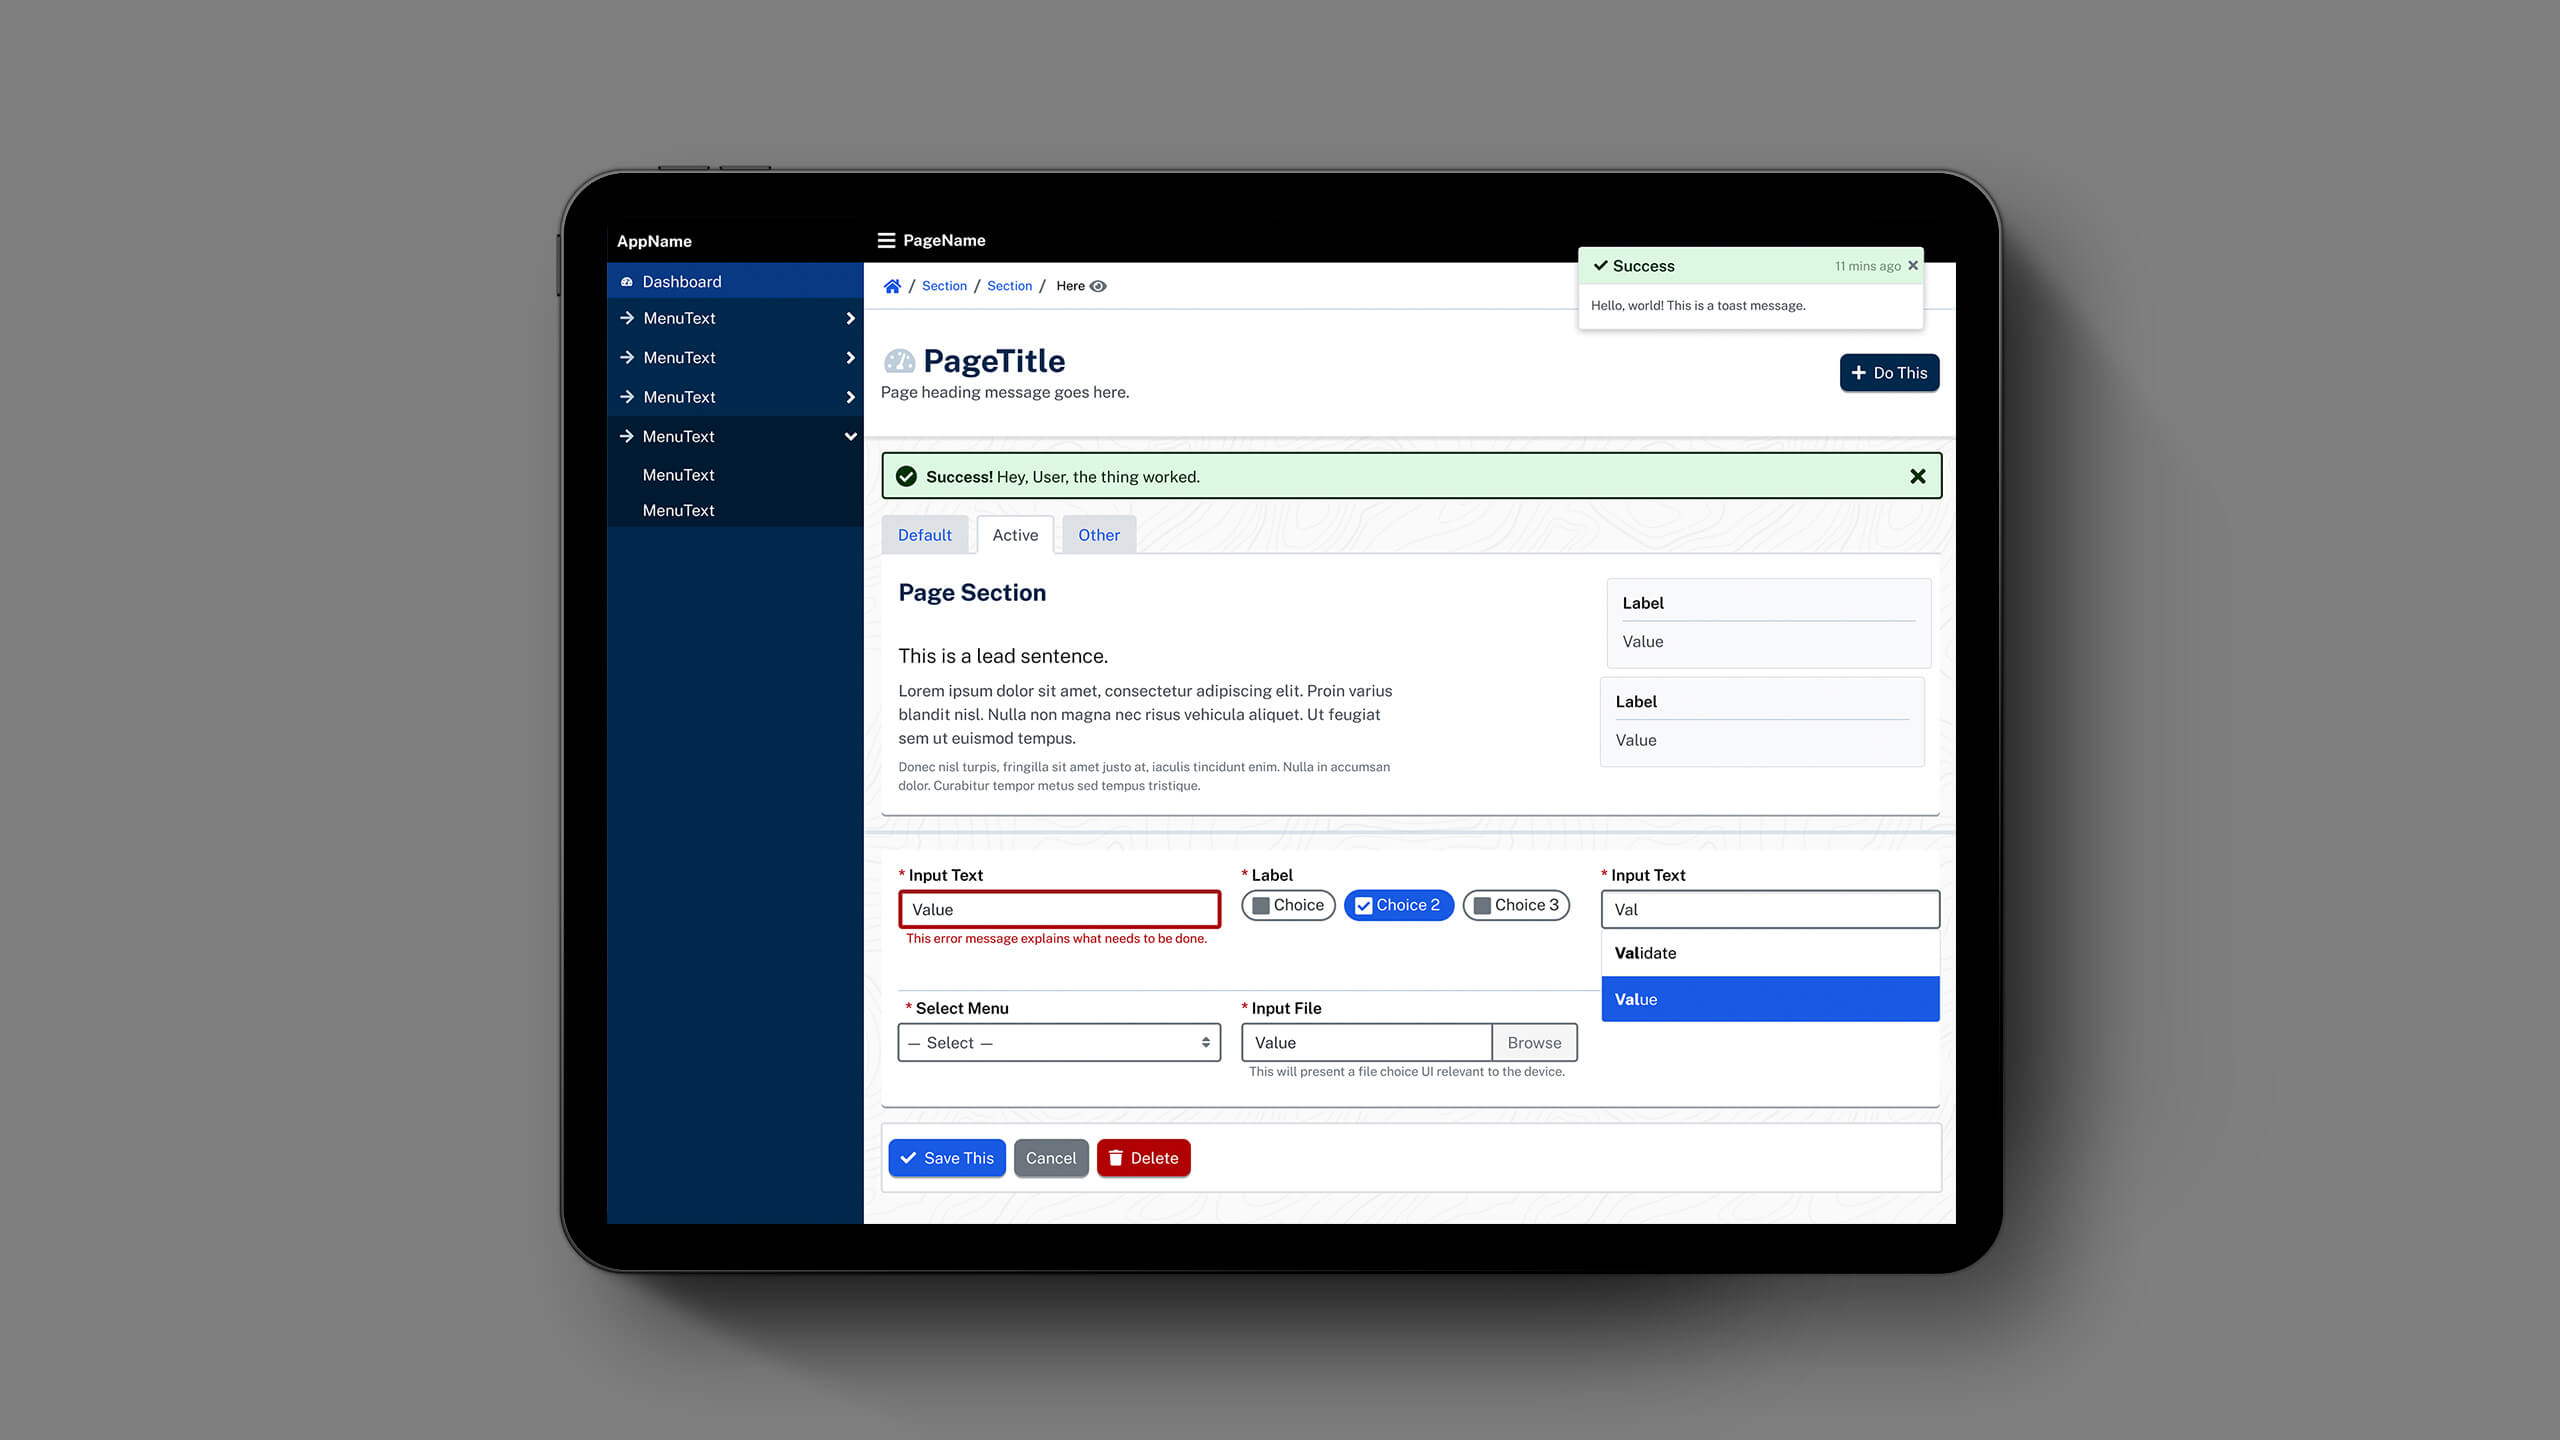 AppName
PageName
Success
11 mins ago
Hello, world! This is a toast message.
Dashboard
MenuText
MenuText
MenuText
MenuText
MenuText
MenuText
/ Section / Section / Here
PageTitle
Page heading message goes here.
Do This
Success! Hey, User, the thing worked.
Default
Active
Other
Page Section
This is a lead sentence.
Lorem ipsum dolor sit amet, consectetur adipiscing elit. Proin varius
blandit nisl. Nulla non magna nec risus vehicula aliquet. Ut feugiat
sem ut euismod tempus.
Donec nisl turpis, fringilla sit amet justo at, iaculis tincidunt enim. Nulla in accumsan
dolor. Curabitur tempor metus sed tempus tristique.
Label
Value
Label
Value
* Input Text
Value
This error message explains what needs to be done.
* Label
Choice
Choice 2
Choice 3
* Input Text
Val
Validate
Value
* Select Menu
— Select —
* Input File
Value
Browse
This will present a file choice UI relevant to the device.
Save This
Cancel
Delete